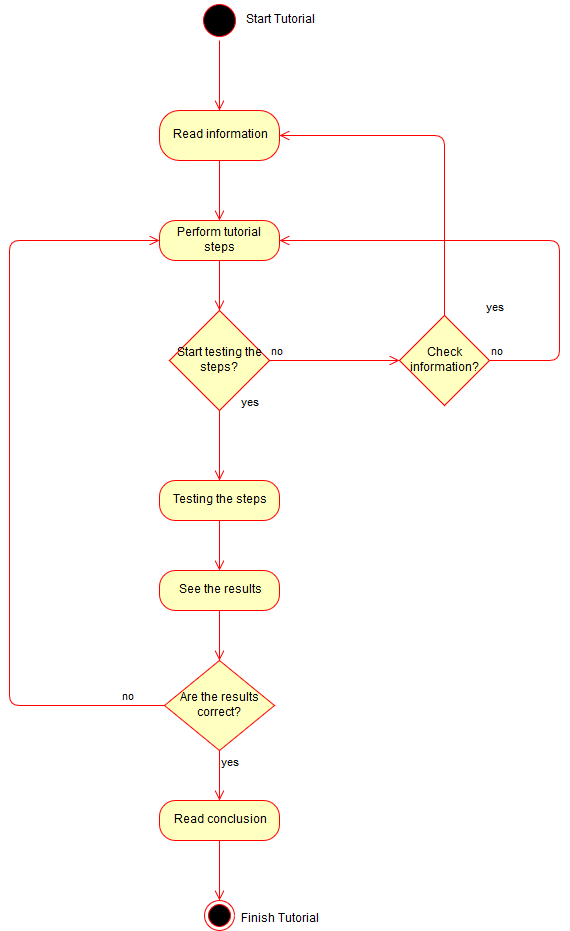 Start Tutorial
Read information
Perform tutorial
steps
yes
Start testing the
steps?
no
Check
information?
no
yes
Testing the steps
See the results
Are the results
correct?
no
yes
Read conclusion
Finish Tutorial